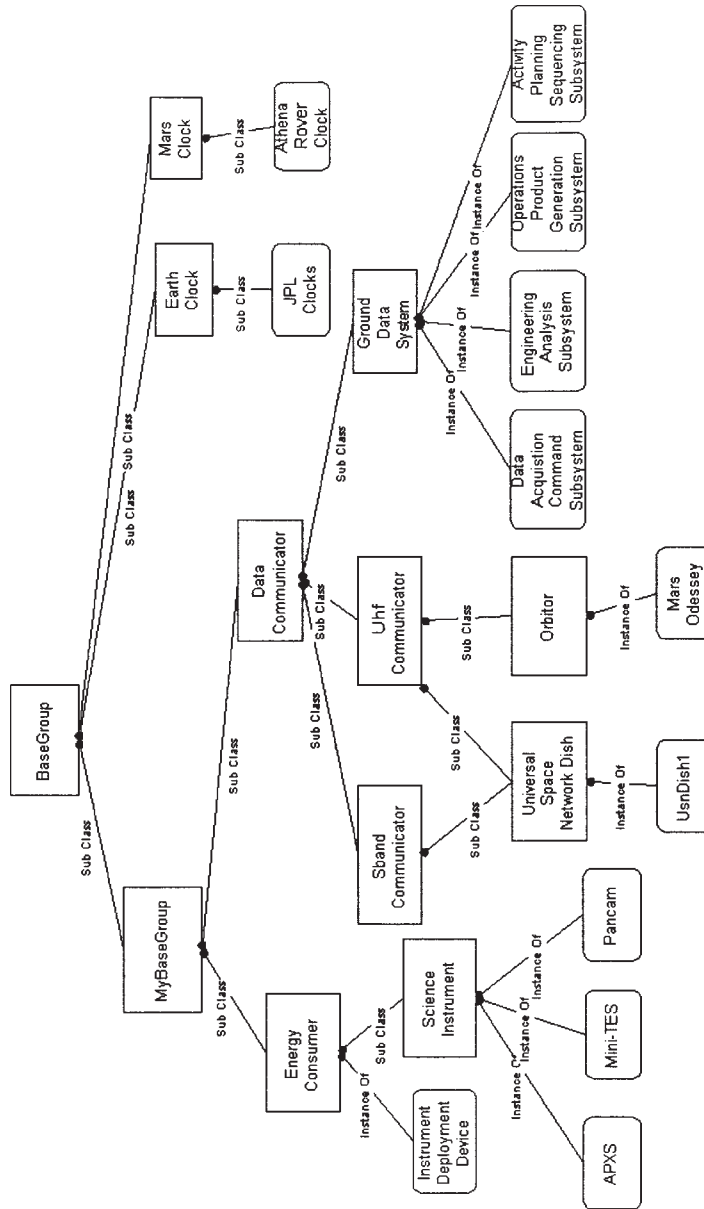 BaseGroup
Sub Class
Sub Class
Sub Class
MyBaseGroup
Earth
Clock
Mars
Clock
Sub Class
Sub Class
Sub Class
Sub Class
JPL
Clocks
Athena
Rover
Clock
Energy
Consumer
Data
Communicator
Instance Of
Sub Class
Sub Class
Sub Class
Sub Class
Instrument
Deployment
Device
Science
Instrument
Sband
Communicator
Uhf
Communicator
Ground
Data
System
Instance Of
Instance Of
Instance Of
Sub Class
Sub Class
Sub Class
Instance Of
Instance Of
Instance Of
Instance Of
APXS
Mini-TES
Pancam
Universal
Space
Network Dish
Orbitor
Data
Acquistion
Command
Subsystem
Engineering
Analysis
Subsystem
Operations
Product
Generation
Subsystem
Activity
Planning
Sequencing
Subsystem
Instance Of
Instance Of
UsnDish1
Mars
Odessey